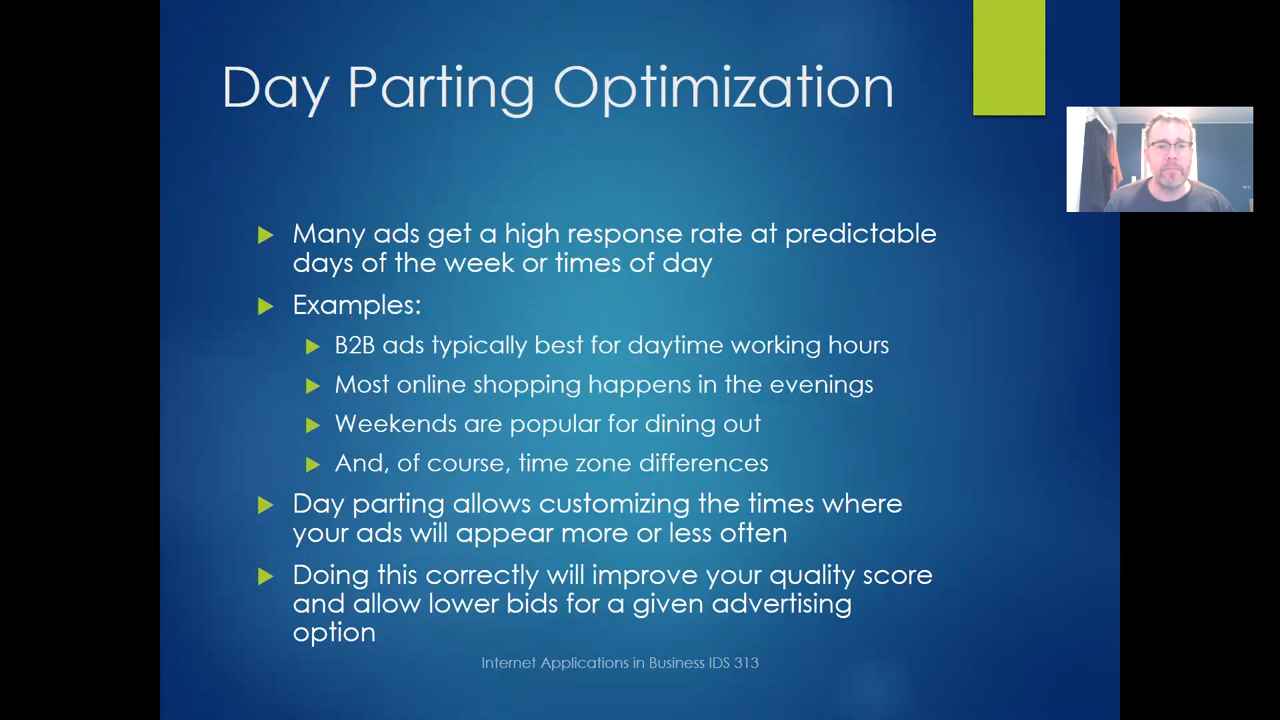 Day Parting Optimization
Many ads get a high response rate at predictable
days of the week or times of day
Examples:
B2B ads typically best for daytime working hours
Most online shopping happens in the evenings
Weekends are popular for dining out
And, of course, time zone differences
Day parting allows customizing the times where
your ads will appear more or less often
Doing this correctly will improve your quality score
and allow lower bids for a given advertising
option
Internet Applications in Business IDS 313